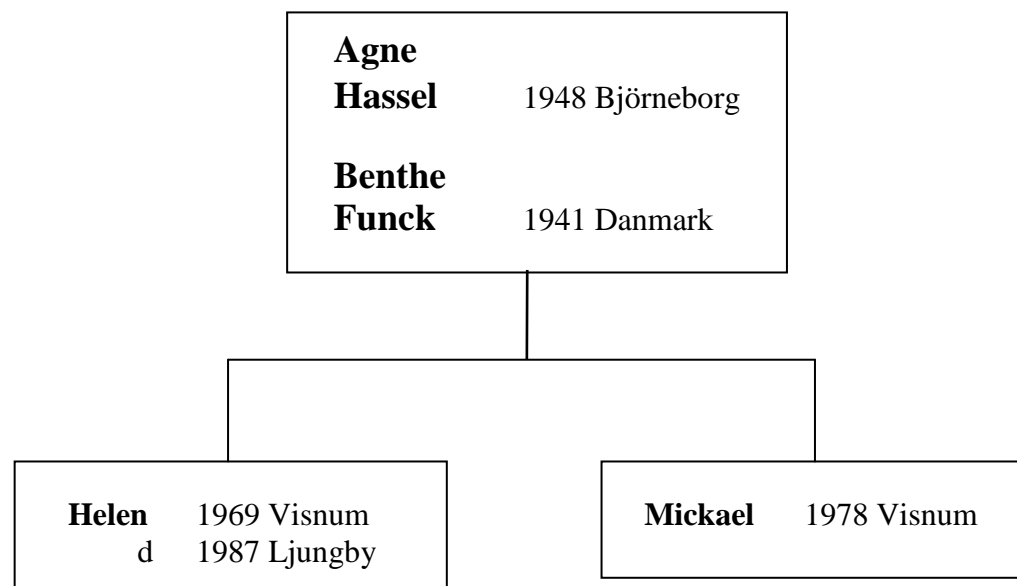 Agne
Hassel 1948 Björneborg
Benthe
Funck 1941 Danmark
Helen 1969 Visnum
d 1987 Ljungby
Mickael 1978 Visnum